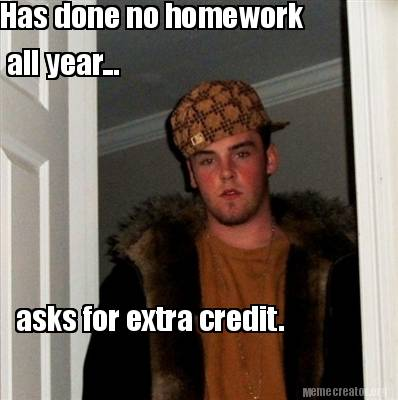 Has done no homework
all year...
asks for extra credit.
Memecreator.org